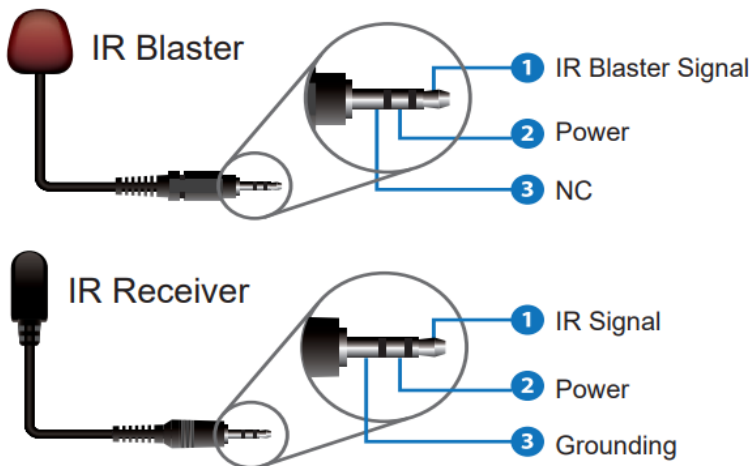 IR Blaster
1 IR Blaster Signal
2 Power
3 NC
IR Receiver
1 IR Signal
2 Power
3 Grounding